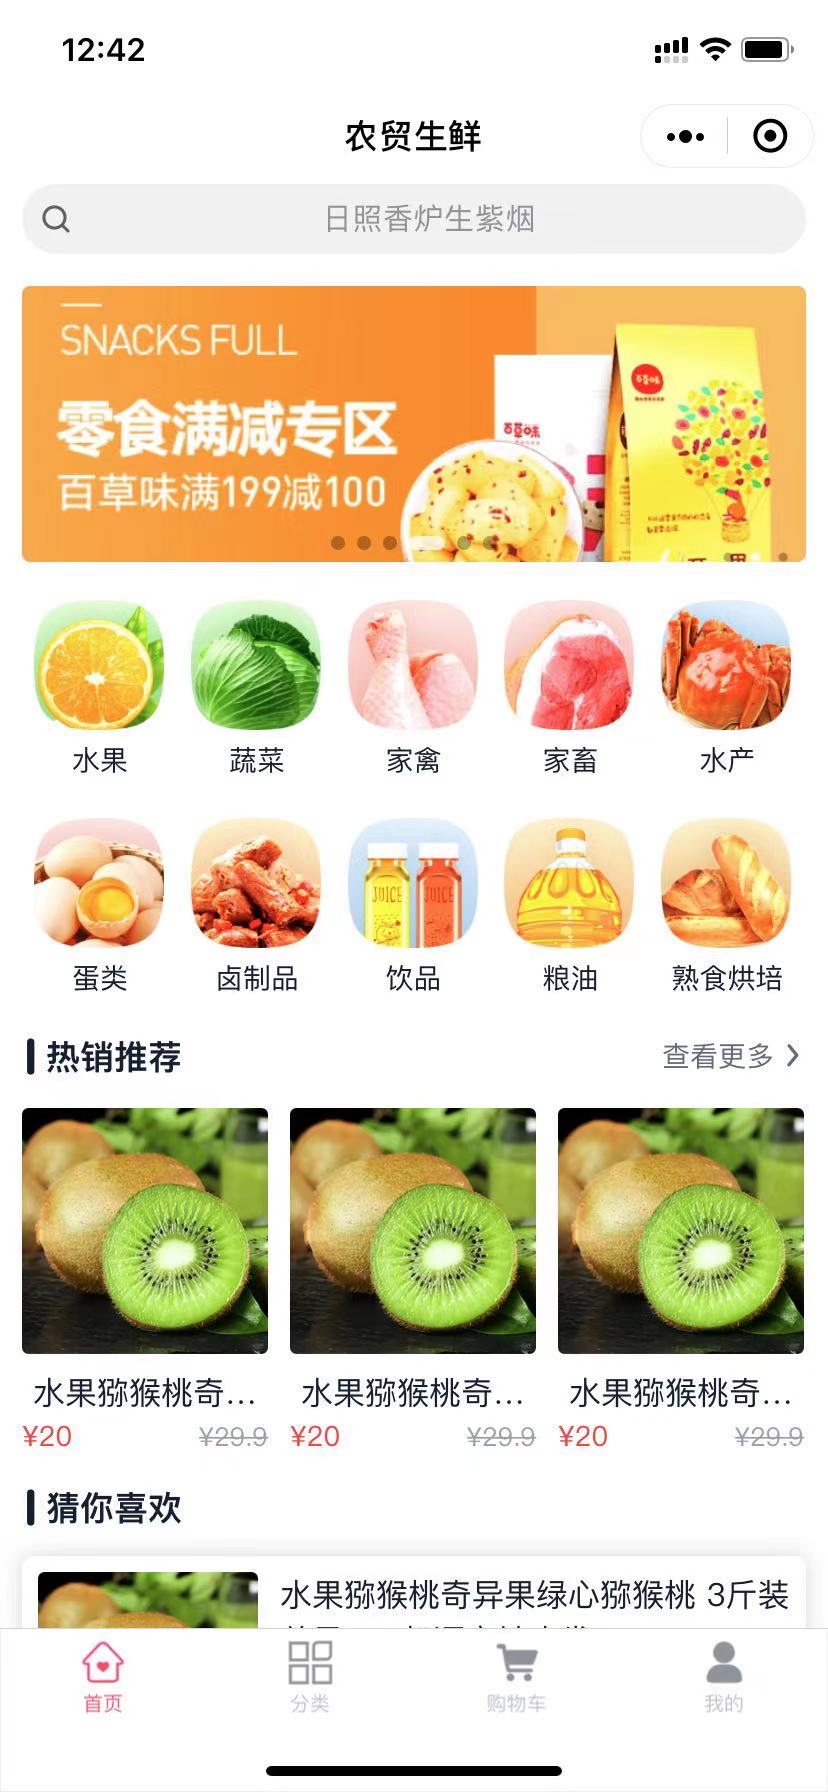 12:42
农贸生鲜
日照香炉生紫烟
SNACKS FULL
零食满减专区
百草味满199减100
百草味
百草味
水果
蔬菜
家禽
家畜
水产
JUICE
JUICE
蛋类
卤制品
饮品
粮油
熟食烘培
热销推荐
查看更多
水果猕猴桃奇...
水果猕猴桃奇...
水果猕猴桃奇...
¥20
¥29.9
¥20
¥29.9
¥20
¥29.9
猜你喜欢
水果猕猴桃奇异果绿心猕猴桃 3斤装
首页
分类
购物车
我的